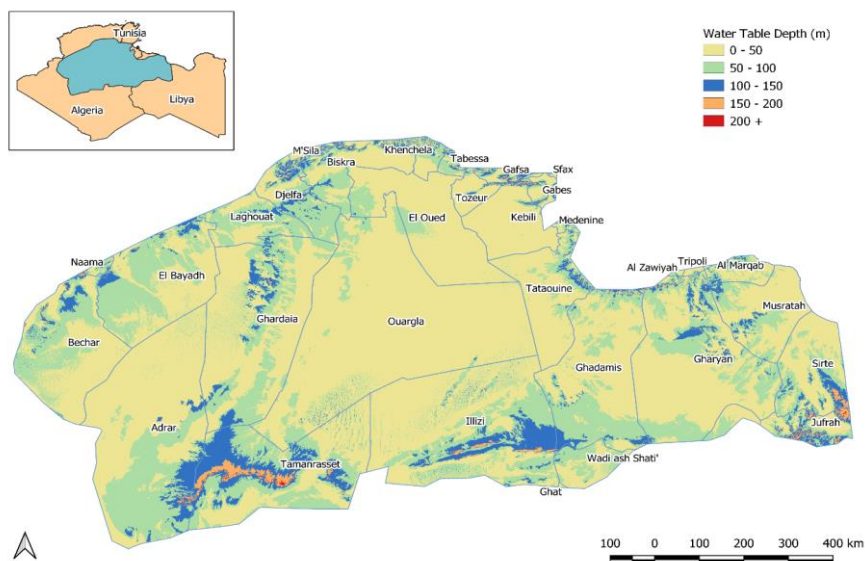 Tunisia
Algeria
Libya
Water Table Depth (m)
0 - 50
50 - 100
100 - 150
150 - 200
200 +
M'Sila
Khenchela
Biskra
Tabessa
Gafsa
Sfax
Djelfa
Tozeur
Gabes
Laghouat
El Oued
Kebili
Medenine
Naama
El Bayadh
Al Zawiyah
Tripoli
Al Marqab
Tataouine
Musratah
Ghardaia
Ouargla
Bechar
Gharyan
Ghadamis
Sirte
Adrar
Illizi
Jufrah
Tamanrasset
Wadi ash Shati'
Ghat
100 0 100 200 300 400 km